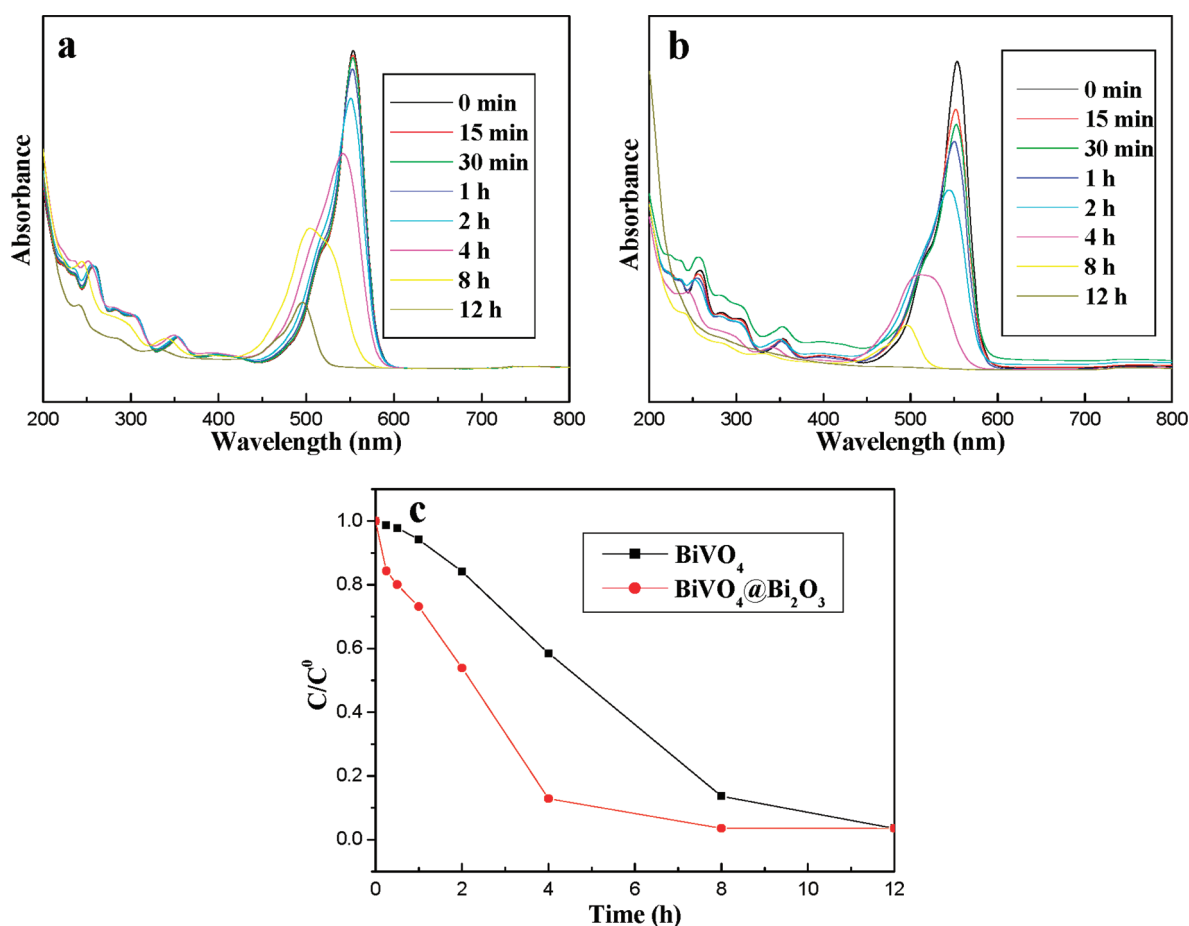 a
0 min
15 min
30 min
1 h
2 h
4 h
8 h
12 h
Absorbance
200 300 400 500 600 700 800
Wavelength (nm)
b
0 min
15 min
30 min
1 h
2 h
4 h
8 h
12 h
Absorbance
200 300 400 500 600 700 800
Wavelength (nm)
c
BiVO₄
BiVO₄@Bi₂O₃
1.0
0.8
0.6
0.4
0.2
0.0
C/C⁰
0 2 4 6 8 10 12
Time (h)